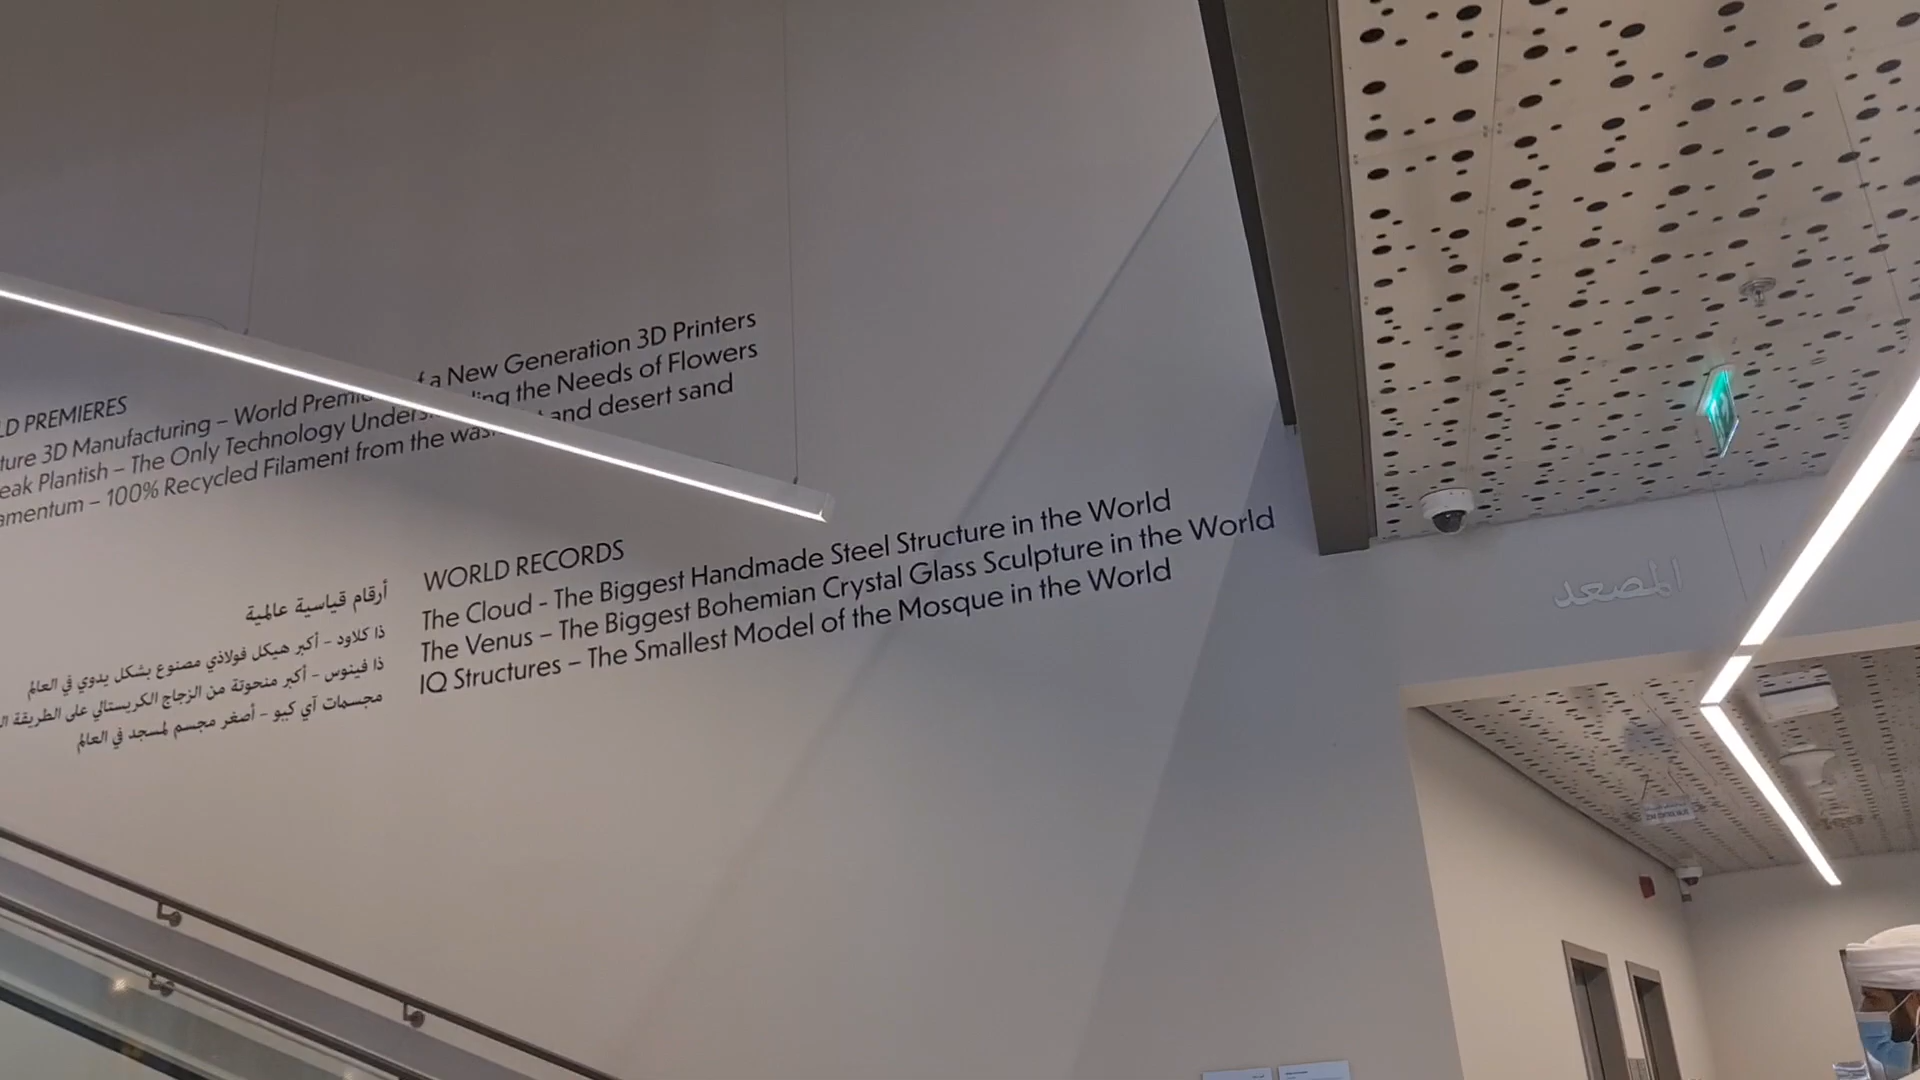 LD PREMIERES
ture 3D Manufacturing – World Premi a New Generation 3D Printers
eak Plantish – The Only Technology Unders ing the Needs of Flowers
amentum – 100% Recycled Filament from the was and desert sand
WORLD RECORDS
The Cloud - The Biggest Handmade Steel Structure in the World
The Venus – The Biggest Bohemian Crystal Glass Sculpture in the World
IQ Structures – The Smallest Model of the Mosque in the World
أرقام قياسية عالمية
ذا كلاود – أكبر هيكل فولاذي مصنوع بشكل يدوي في العالم
ذا فينوس – أكبر منحوتة من الزجاج الكريستالي على الطريقة
مجسمات آي كيو – أصغر مجسم لمسجد في العالم
المصعد